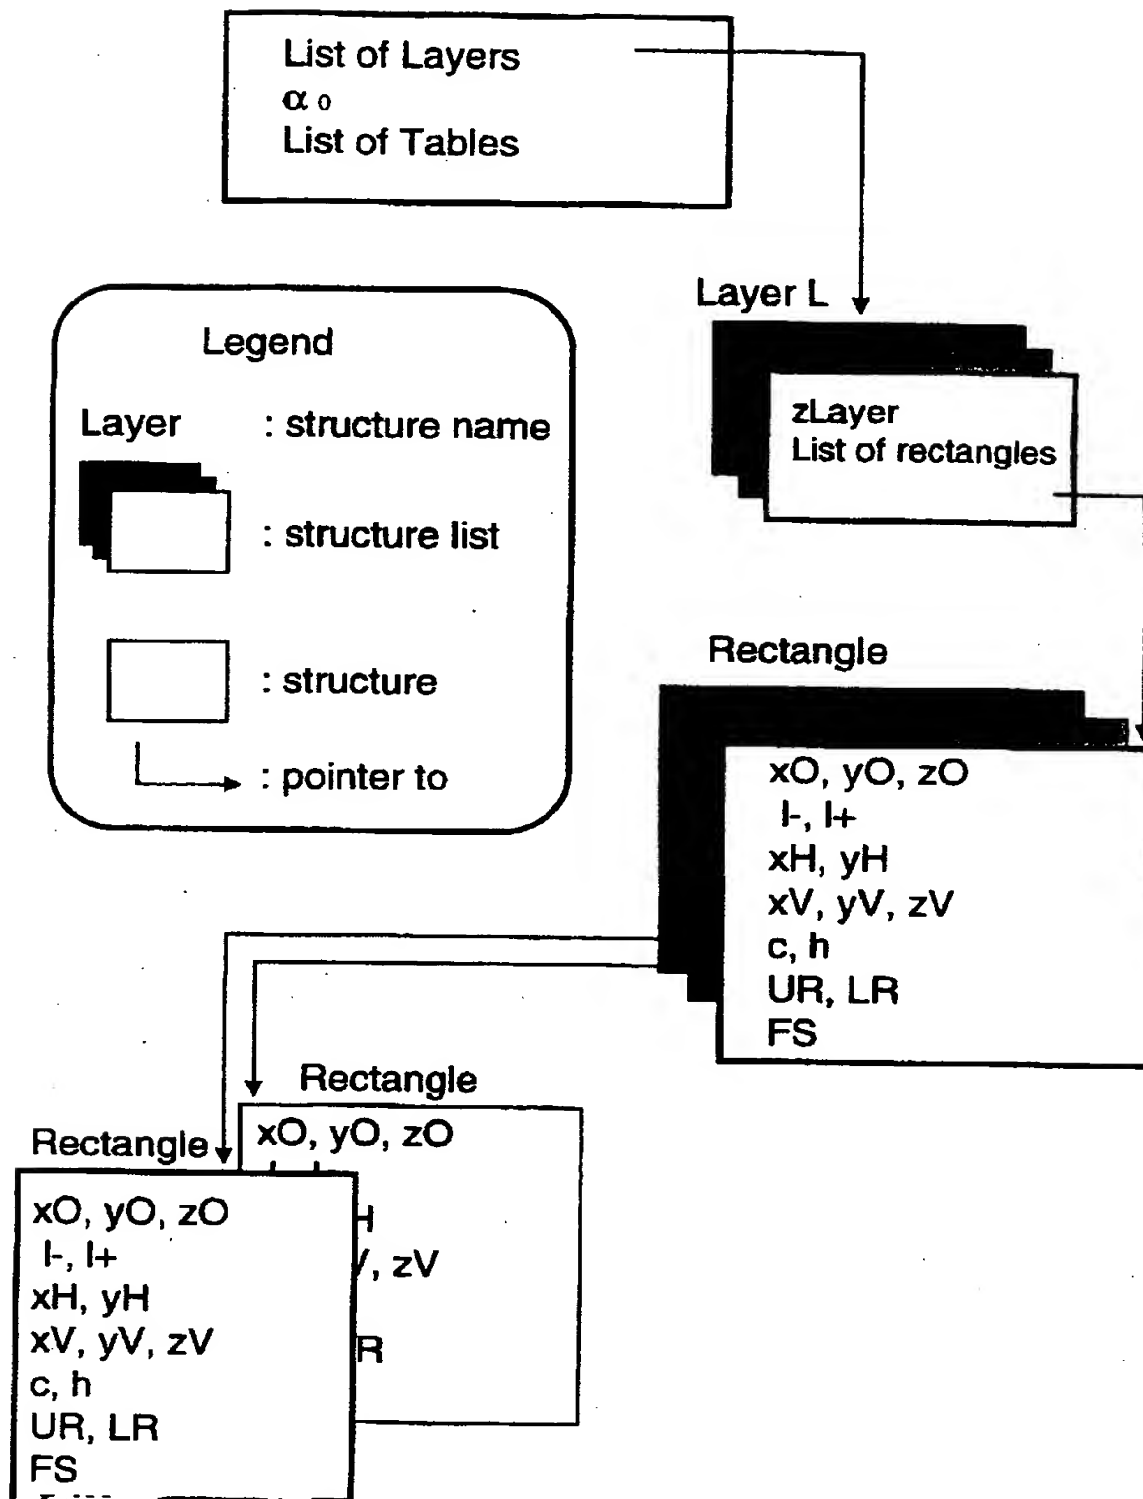 List of Layers
α 0
List of Tables
Layer L
zLayer
List of rectangles
Legend
Layer : structure name
: structure list
: structure
: pointer to
Rectangle
xO, yO, zO
l-, l+
xH, yH
xV, yV, zV
c, h
UR, LR
FS
Rectangle
xO, yO, zO
H
V, zV
R
Rectangle
xO, yO, zO
l-, l+
xH, yH
xV, yV, zV
c, h
UR, LR
FS